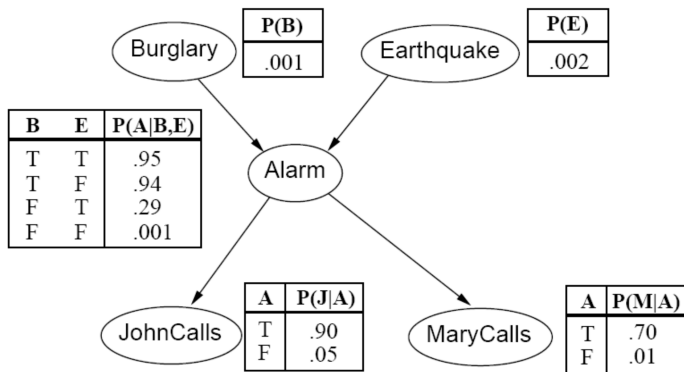 Burglary
P(B)
.001
Earthquake
P(E)
.002
B E P(A|B,E)
T T .95
T F .94
F T .29
F F .001
Alarm
JohnCalls
A P(J|A)
T .90
F .05
MaryCalls
A P(M|A)
T .70
F .01